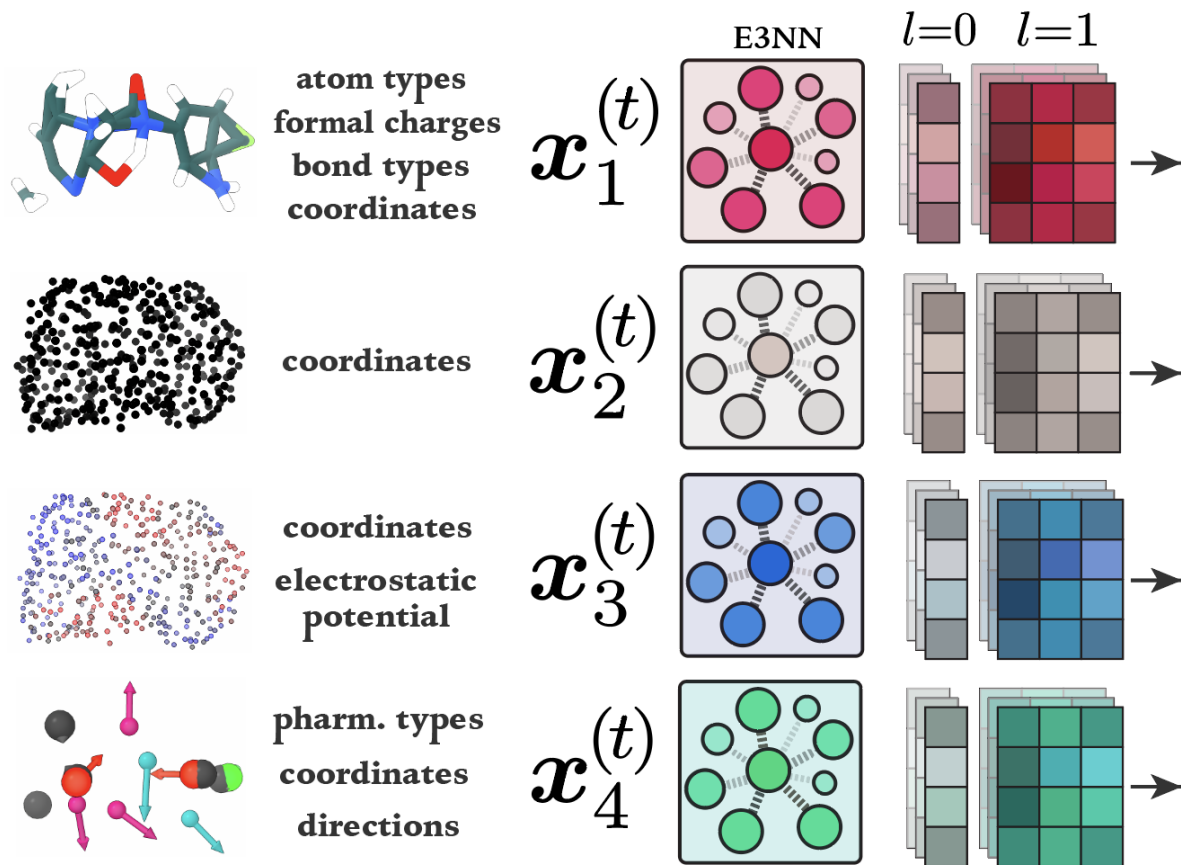 E3NN
l=0 l=1
atom types
formal charges
bond types
coordinates
x_1^{(t)}
coordinates
x_2^{(t)}
coordinates
electrostatic
potential
x_3^{(t)}
pharm. types
coordinates
directions
x_4^{(t)}